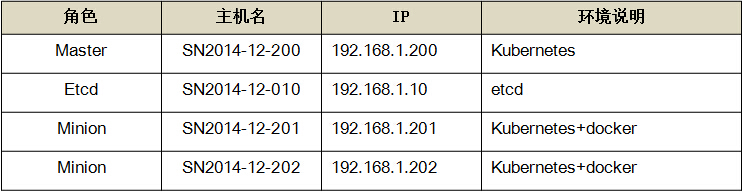 角色 主机名 IP 环境说明
Master SN2014-12-200 192.168.1.200 Kubernetes
Etcd SN2014-12-010 192.168.1.10 etcd
Minion SN2014-12-201 192.168.1.201 Kubernetes+docker
Minion SN2014-12-202 192.168.1.202 Kubernetes+docker